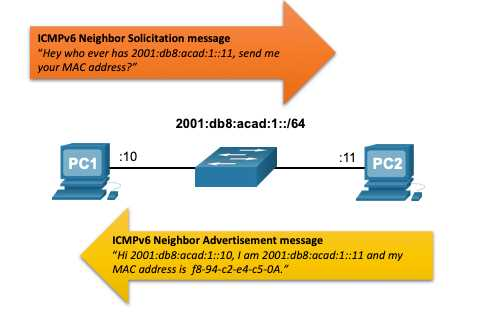 ICMPv6 Neighbor Solicitation message
“Hey who ever has 2001:db8:acad:1::11, send me
your MAC address?”
2001:db8:acad:1::/64
PC1
:10
:11
PC2
ICMPv6 Neighbor Advertisement message
“Hi 2001:db8:acad:1::10, I am 2001:db8:acad:1::11 and my
MAC address is f8-94-c2-e4-c5-0A.”